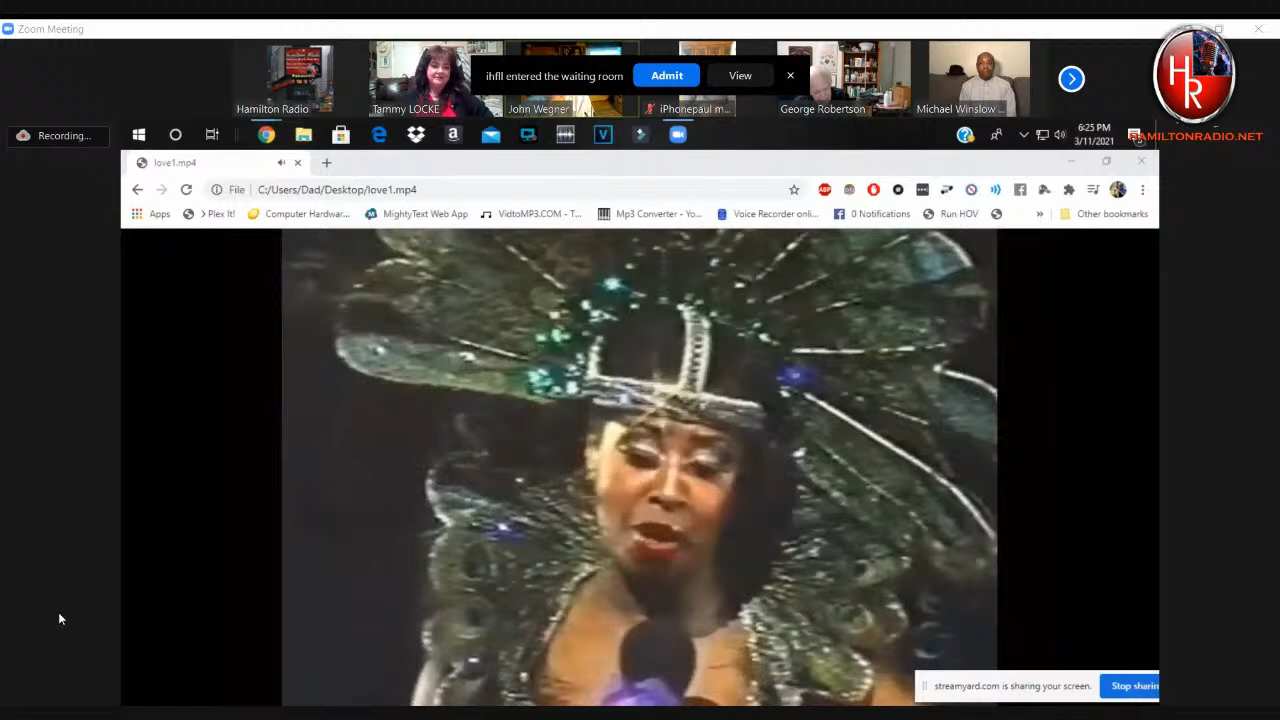 Zoom Meeting
ihfll entered the waiting room
Admit
View
Hamilton Radio
Tammy LOCKE
John Wegner
iPhonepaul m...
George Robertson
Michael Winslow ...
HR
HAMILTONRADIO.NET
Recording...
6:25 PM
3/11/2021
love1.mp4
File
C:/Users/Dad/Desktop/love1.mp4
ABP
Apps
> Plex It!
Computer Hardwar...
MightyText Web App
VidtoMP3.COM - T...
Mp3 Converter - Yo...
Voice Recorder onli...
0 Notifications
Run HOV
»
Other bookmarks
streamyard.com is sharing your screen.
Stop sharin